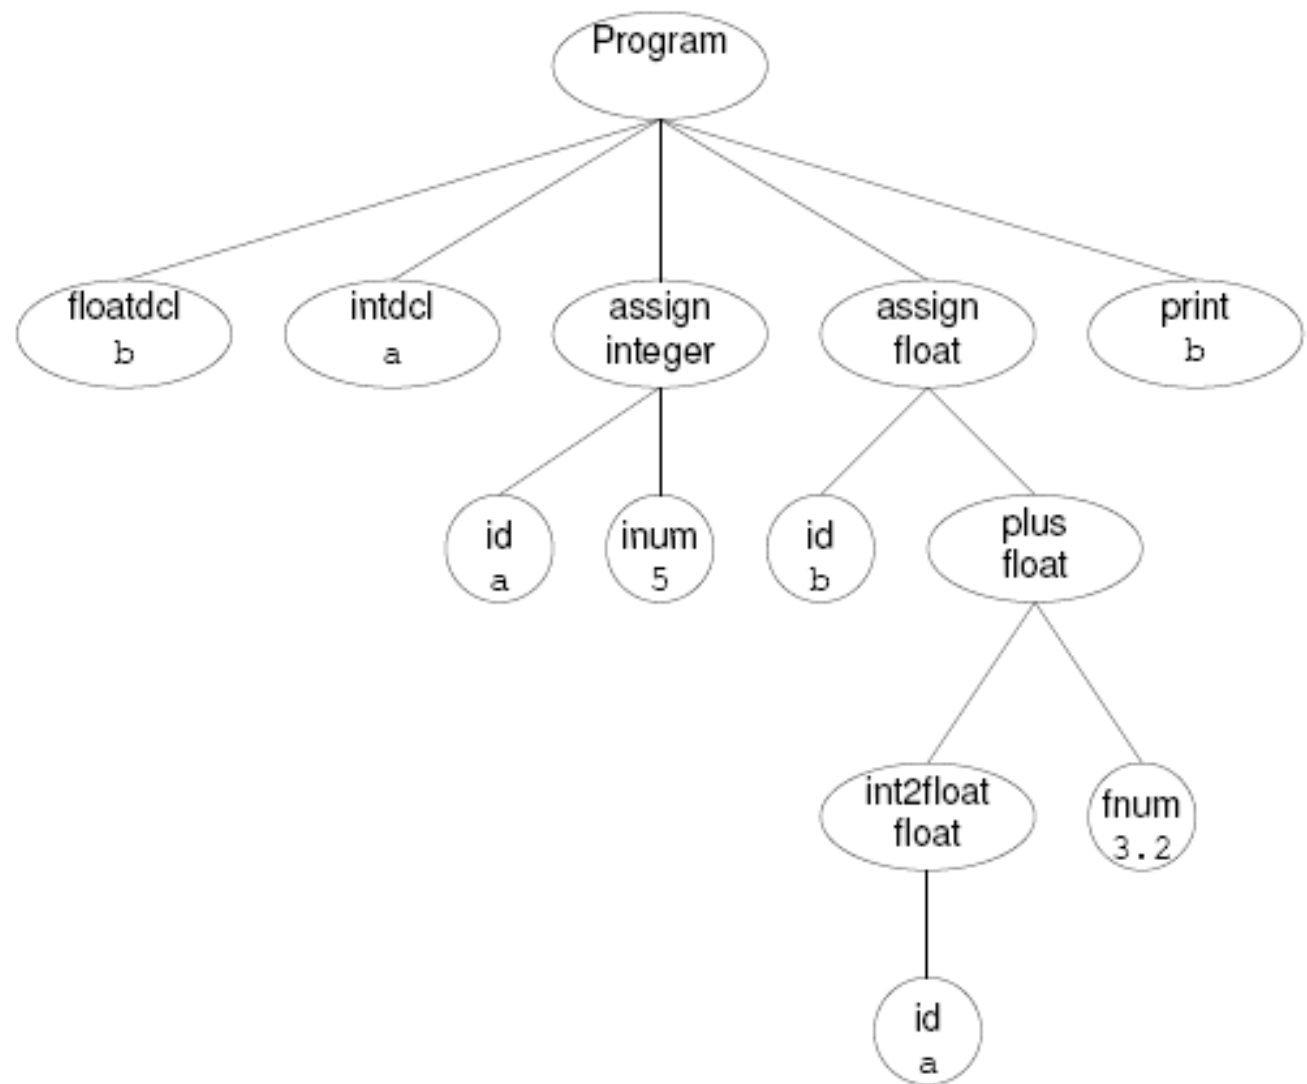 Program
floatdcl
b
intdcl
a
assign
integer
assign
float
print
b
id
a
inum
5
id
b
plus
float
int2float
float
fnum
3.2
id
a